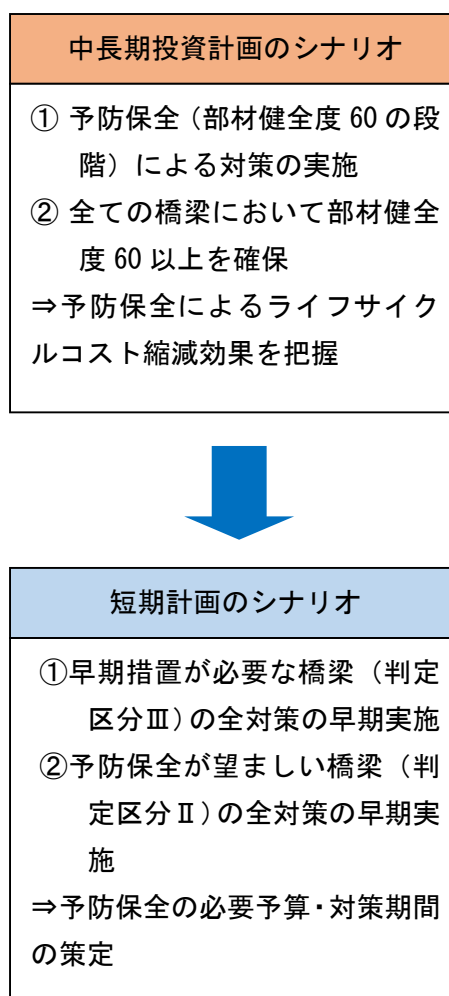 中長期投資計画のシナリオ
① 予防保全（部材健全度 60 の段
階）による対策の実施
② 全ての橋梁において部材健全
度 60 以上を確保
⇒予防保全によるライフサイク
ルコスト縮減効果を把握
短期計画のシナリオ
①早期措置が必要な橋梁（判定
区分Ⅲ）の全対策の早期実施
②予防保全が望ましい橋梁（判
定区分Ⅱ）の全対策の早期実
施
⇒予防保全の必要予算・対策期間
の策定